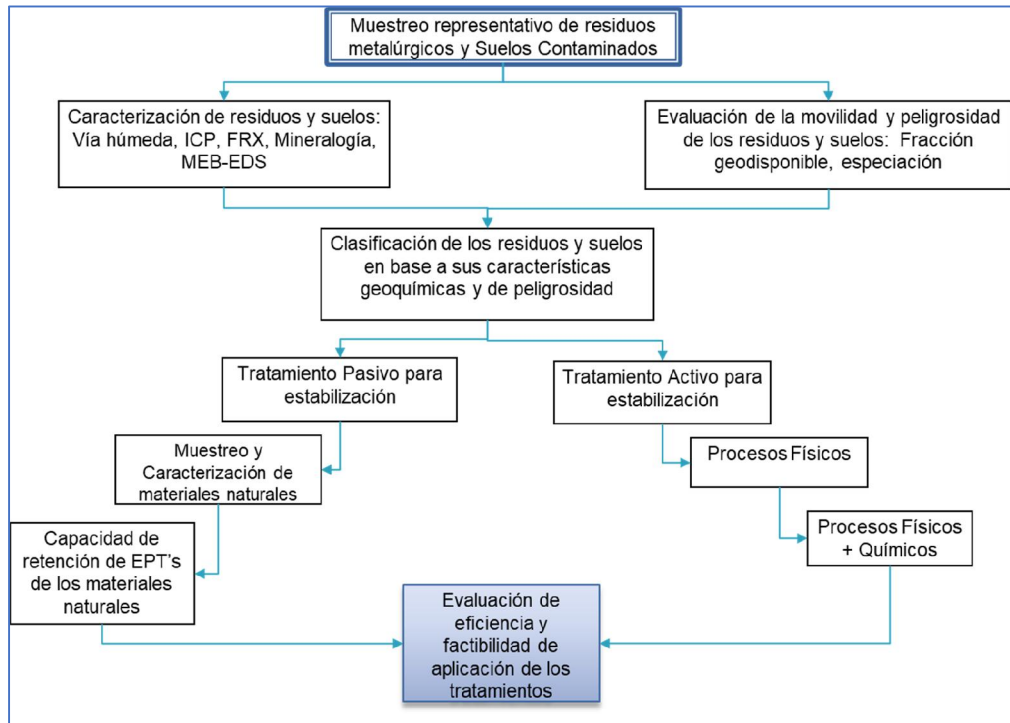 Muestreo representativo de residuos
metalúrgicos y Suelos Contaminados
Caracterización de residuos y suelos:
Vía húmeda, ICP, FRX, Mineralogía,
MEB-EDS
Evaluación de la movilidad y peligrosidad
de los residuos y suelos: Fracción
geodisponible, especiación
Clasificación de los residuos y suelos
en base a sus características
geoquímicas y de peligrosidad
Tratamiento Pasivo para
estabilización
Tratamiento Activo para
estabilización
Muestreo y
Caracterización de
materiales naturales
Procesos Físicos
Capacidad de
retención de EPT's
de los materiales
naturales
Procesos Físicos
+ Químicos
Evaluación de
eficiencia y
factibilidad de
aplicación de los
tratamientos